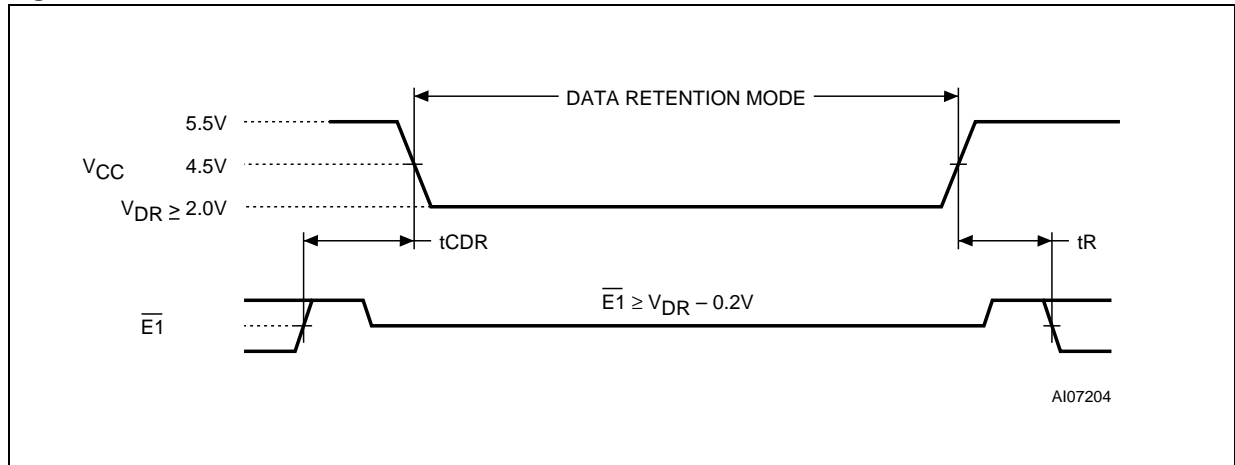 DATA RETENTION MODE
5.5V
VCC 4.5V
VDR ≥ 2.0V
tCDR
tR
E1 ≥ VDR – 0.2V
E1
AI07204